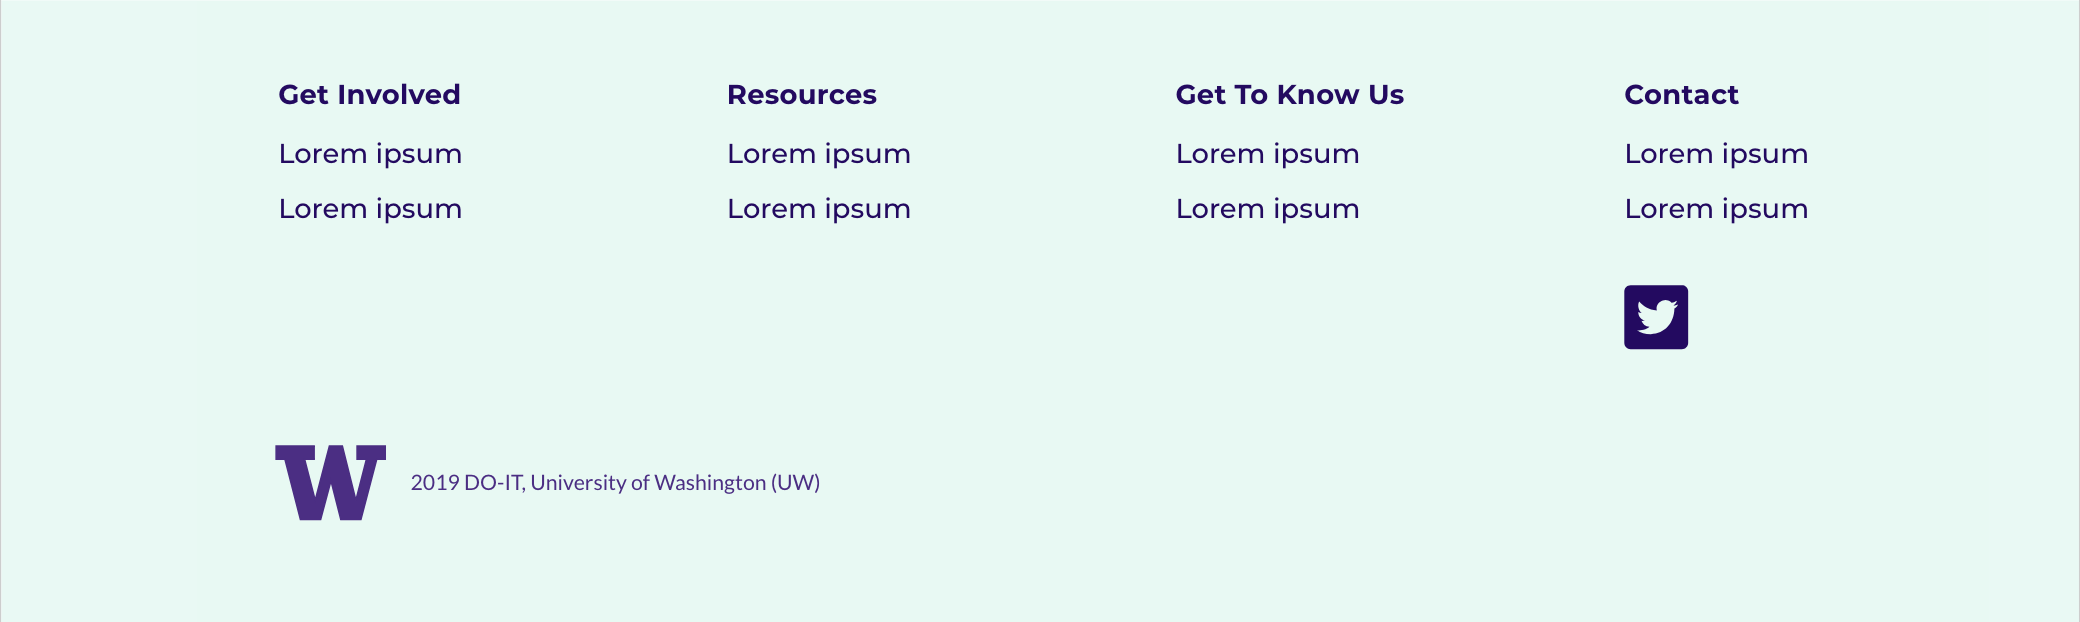 Get Involved
Lorem ipsum
Lorem ipsum
Resources
Lorem ipsum
Lorem ipsum
Get To Know Us
Lorem ipsum
Lorem ipsum
Contact
Lorem ipsum
Lorem ipsum
W
2019 DO-IT, University of Washington (UW)